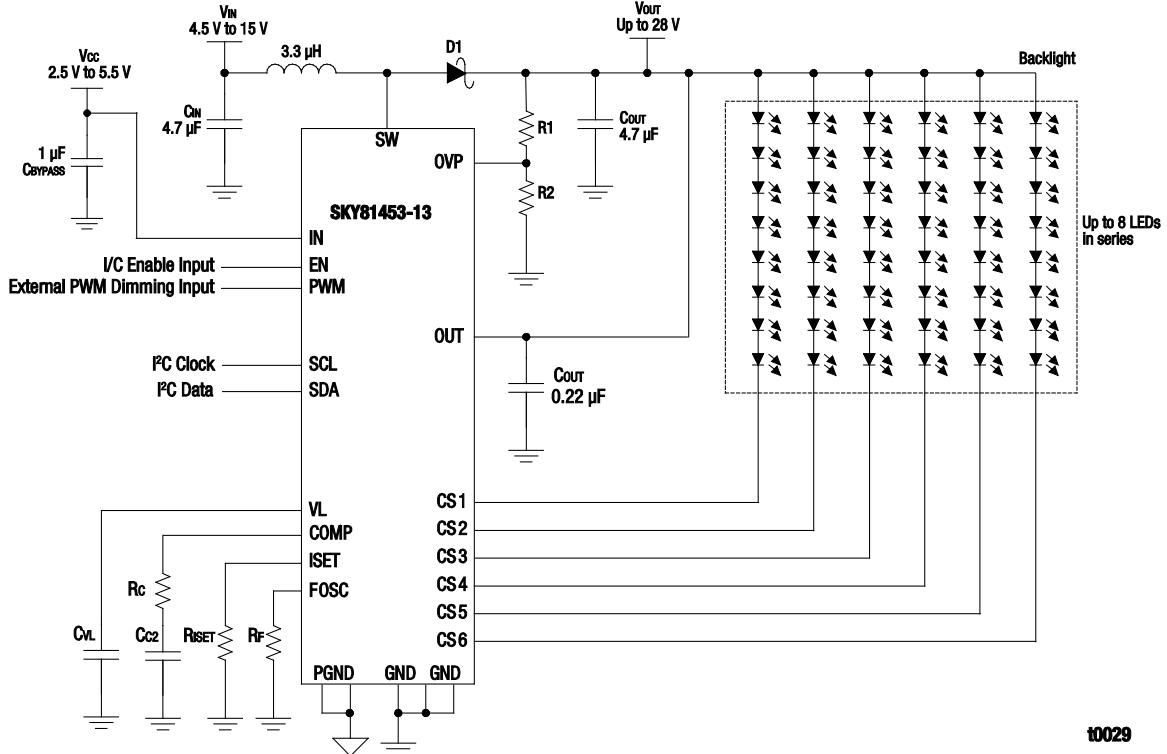 VIN
4.5 V to 15 V
VOUT
Up to 28 V
VCC
2.5 V to 5.5 V
3.3 µH
D1
Backlight
CIN
4.7 µF
R1
COUT
4.7 µF
SW
OVP
1 µF
CBYPASS
R2
SKY81453-13
Up to 8 LEDs
in series
IN
I/C Enable Input
EN
External PWM Dimming Input
PWM
OUT
I²C Clock
SCL
I²C Data
SDA
COUT
0.22 µF
VL
CS1
COMP
CS2
ISET
CS3
RC
FOSC
CS4
CS5
CVL
CC2
RISET
RF
CS6
PGND
GND
GND
t0029